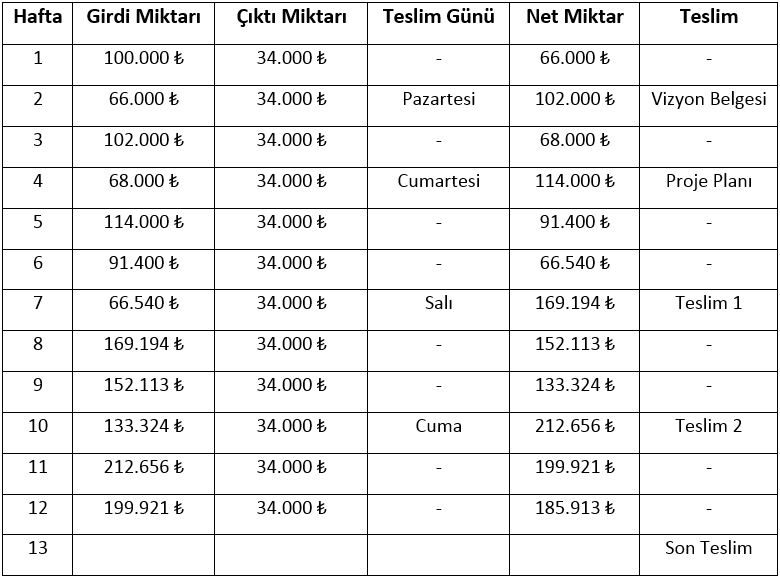 Hafta Girdi Miktarı Çıktı Miktarı Teslim Günü Net Miktar Teslim
1 100.000 ₺ 34.000 ₺ - 66.000 ₺ -
2 66.000 ₺ 34.000 ₺ Pazartesi 102.000 ₺ Vizyon Belgesi
3 102.000 ₺ 34.000 ₺ - 68.000 ₺ -
4 68.000 ₺ 34.000 ₺ Cumartesi 114.000 ₺ Proje Planı
5 114.000 ₺ 34.000 ₺ - 91.400 ₺ -
6 91.400 ₺ 34.000 ₺ - 66.540 ₺ -
7 66.540 ₺ 34.000 ₺ Salı 169.194 ₺ Teslim 1
8 169.194 ₺ 34.000 ₺ - 152.113 ₺ -
9 152.113 ₺ 34.000 ₺ - 133.324 ₺ -
10 133.324 ₺ 34.000 ₺ Cuma 212.656 ₺ Teslim 2
11 212.656 ₺ 34.000 ₺ - 199.921 ₺ -
12 199.921 ₺ 34.000 ₺ - 185.913 ₺ -
13 Son Teslim